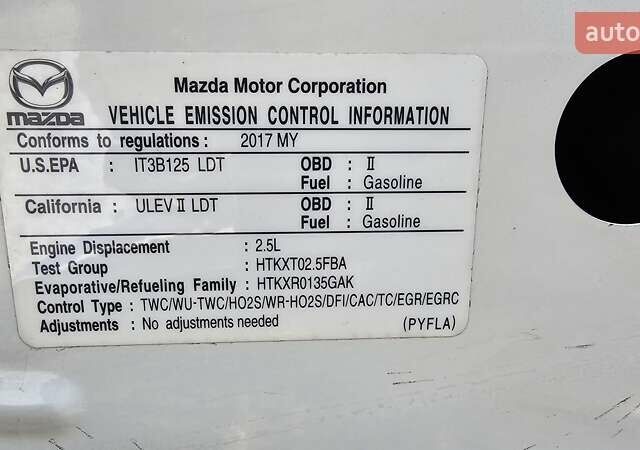 auto
Mazda Motor Corporation
mazda VEHICLE EMISSION CONTROL INFORMATION
Conforms to regulations : 2017 MY
U.S.EPA : IT3B125 LDT OBD : II
Fuel : Gasoline
California : ULEV II LDT OBD : II
Fuel : Gasoline
Engine Displacement : 2.5L
Test Group : HTKXT02.5FBA
Evaporative/Refueling Family : HTKXR0135GAK
Control Type : TWC/WU-TWC/HO2S/WR-HO2S/DFI/CAC/TC/EGR/EGRC
Adjustments : No adjustments needed (PYFLA)